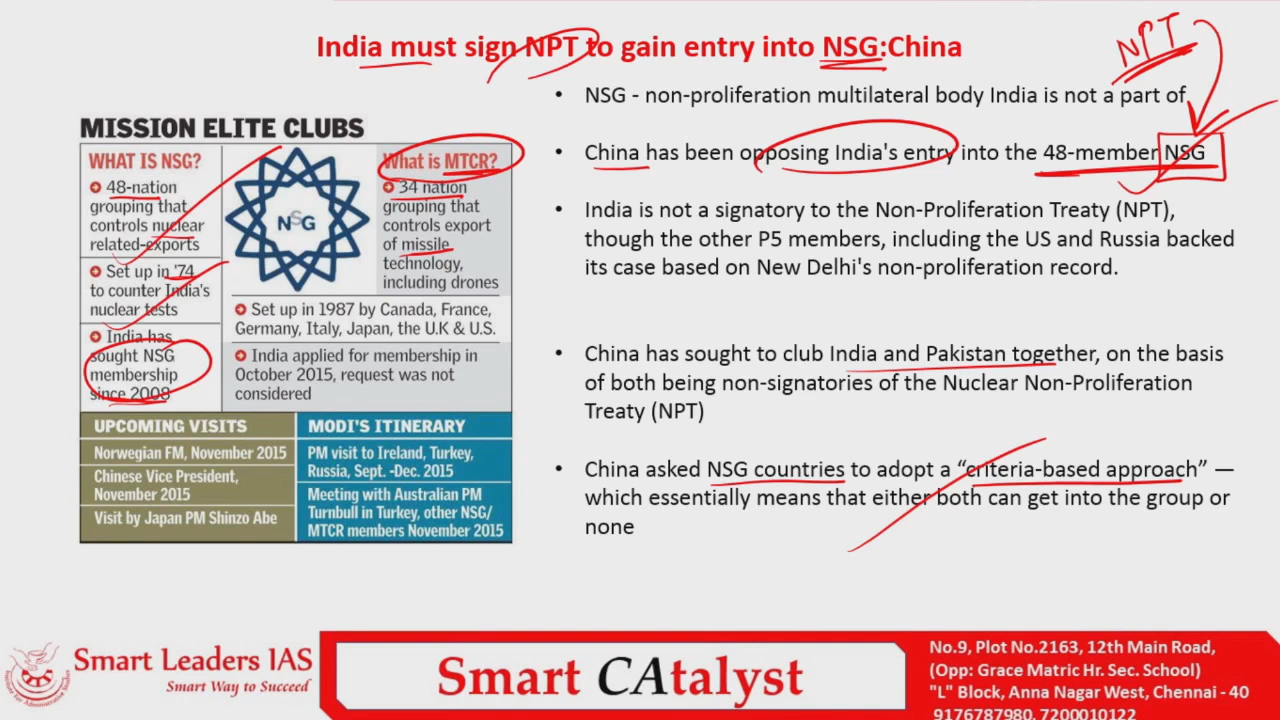 India must sign NPT to gain entry into NSG:China
NPT
MISSION ELITE CLUBS
WHAT IS NSG?
48-nation
grouping that
controls nuclear
related-exports
Set up in '74
to counter India's
nuclear tests
India has
sought NSG
membership
since 2008
NSG
What is MTCR?
34 nation
grouping that
controls export
of missile
technology,
including drones
Set up in 1987 by Canada, France,
Germany, Italy, Japan, the U.K & U.S.
India applied for membership in
October 2015, request was not
considered
UPCOMING VISITS
Norwegian FM, November 2015
Chinese Vice President,
November 2015
Visit by Japan PM Shinzo Abe
MODI'S ITINERARY
PM visit to Ireland, Turkey,
Russia, Sept. -Dec. 2015
Meeting with Australian PM
Turnbull in Turkey, other NSG/
MTCR members November 2015
• NSG - non-proliferation multilateral body India is not a part of
• China has been opposing India's entry into the 48-member NSG
• India is not a signatory to the Non-Proliferation Treaty (NPT),
though the other P5 members, including the US and Russia backed
its case based on New Delhi's non-proliferation record.
• China has sought to club India and Pakistan together, on the basis
of both being non-signatories of the Nuclear Non-Proliferation
Treaty (NPT)
• China asked NSG countries to adopt a “criteria-based approach” —
which essentially means that either both can get into the group or
none
Smart Leaders IAS
Smart Way to Succeed
Smart CAtalyst
No.9, Plot No.2163, 12th Main Road,
(Opp: Grace Matric Hr. Sec. School)
"L" Block, Anna Nagar West, Chennai - 40
9176787980, 7200010122